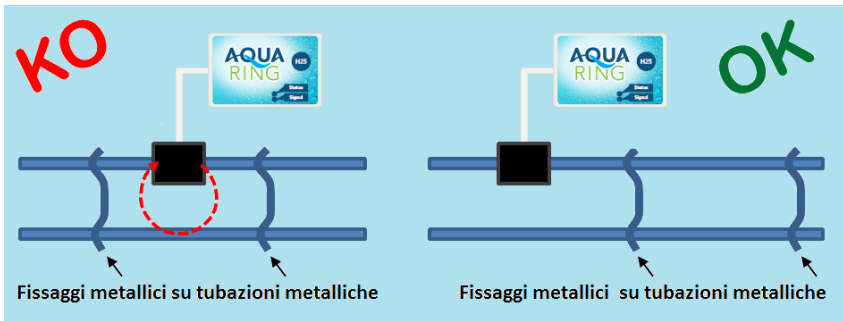 KO
AQUA
RING
H25
Status
Signal
Fissaggi metallici su tubazioni metalliche
AQUA
RING
H25
Status
Signal
OK
Fissaggi metallici su tubazioni metalliche